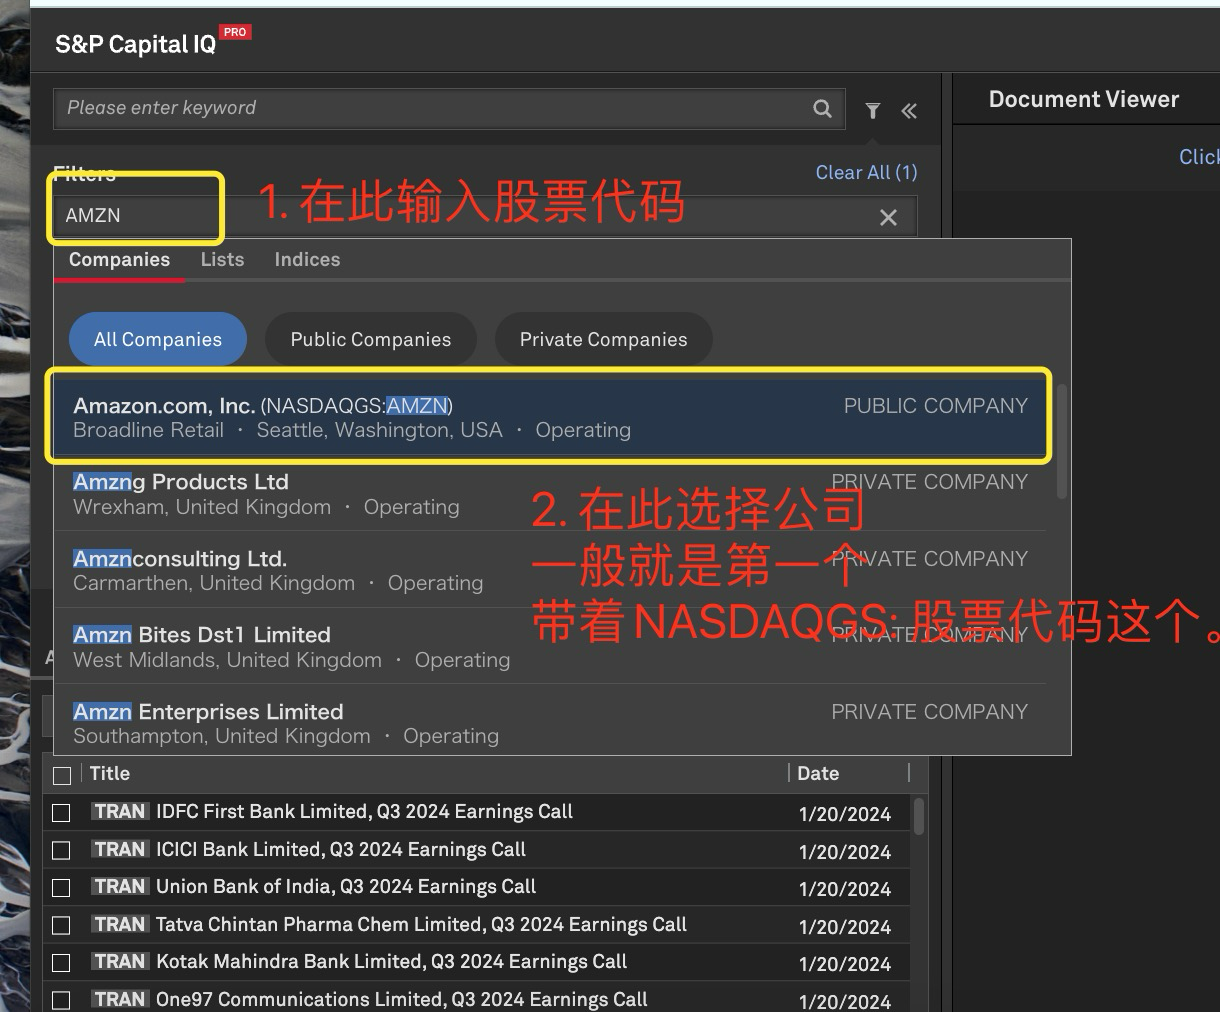 S&P Capital IQ PRO
Please enter keyword
Document Viewer
Filters
Clear All (1)
AMZN
1. 在此输入股票代码
Companies Lists Indices
All Companies Public Companies Private Companies
Amazon.com, Inc. (NASDAQGS:AMZN) PUBLIC COMPANY
Broadline Retail · Seattle, Washington, USA · Operating
Amzng Products Ltd PRIVATE COMPANY
Wrexham, United Kingdom · Operating
2. 在此选择公司
Amznconsulting Ltd. PRIVATE COMPANY
一般就是第一个
Carmarthen, United Kingdom · Operating
带着NASDAQGS: 股票代码这个。
Amzn Bites Dst1 Limited PRIVATE COMPANY
West Midlands, United Kingdom · Operating
Amzn Enterprises Limited PRIVATE COMPANY
Southampton, United Kingdom · Operating
Title Date
TRAN IDFC First Bank Limited, Q3 2024 Earnings Call 1/20/2024
TRAN ICICI Bank Limited, Q3 2024 Earnings Call 1/20/2024
TRAN Union Bank of India, Q3 2024 Earnings Call 1/20/2024
TRAN Tatva Chintan Pharma Chem Limited, Q3 2024 Earnings Call 1/20/2024
TRAN Kotak Mahindra Bank Limited, Q3 2024 Earnings Call 1/20/2024
TRAN One97 Communications Limited, Q3 2024 Earnings Call 1/20/2024